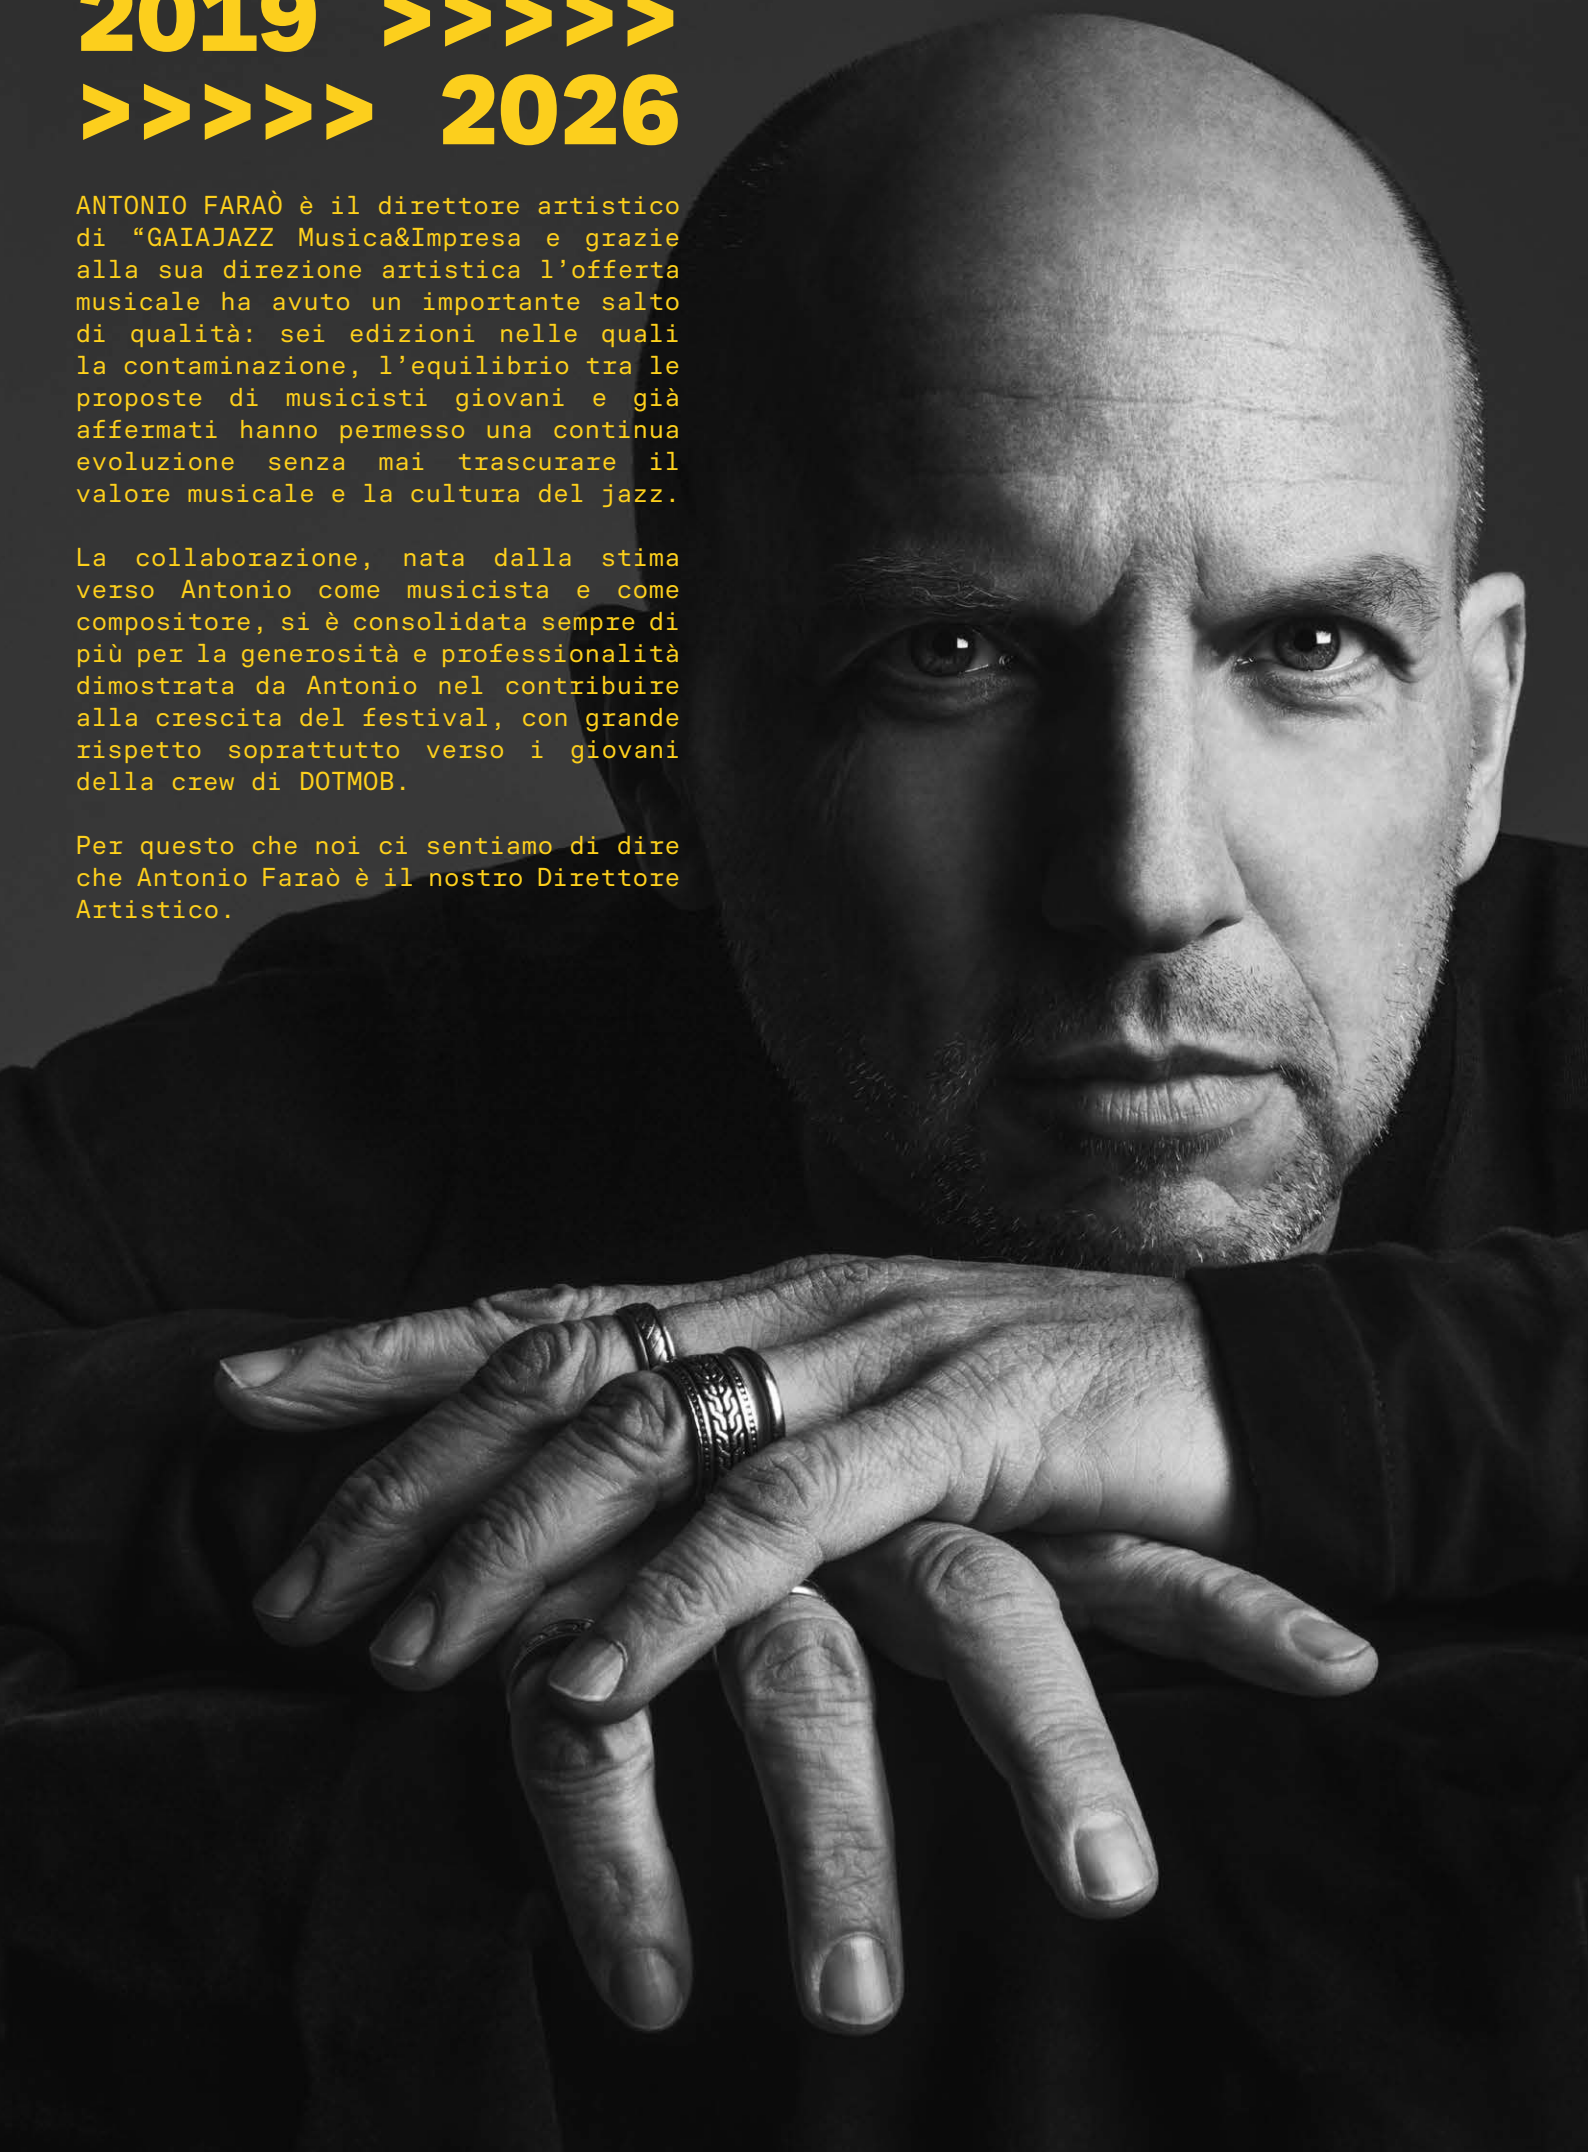 2019 >>>>>
>>>>> 2026
ANTONIO FARAÒ è il direttore artistico
di “GAIAJAZZ Musica&Impresa e grazie
alla sua direzione artistica l’offerta
musicale ha avuto un importante salto
di qualità: sei edizioni nelle quali
la contaminazione, l’equilibrio tra le
proposte di musicisti giovani e già
affermati hanno permesso una continua
evoluzione senza mai trascurare il
valore musicale e la cultura del jazz.
La collaborazione, nata dalla stima
verso Antonio come musicista e come
compositore, si è consolidata sempre di
più per la generosità e professionalità
dimostrata da Antonio nel contribuire
alla crescita del festival, con grande
rispetto soprattutto verso i giovani
della crew di DOTMOB.
Per questo che noi ci sentiamo di dire
che Antonio Faraò è il nostro Direttore
Artistico.